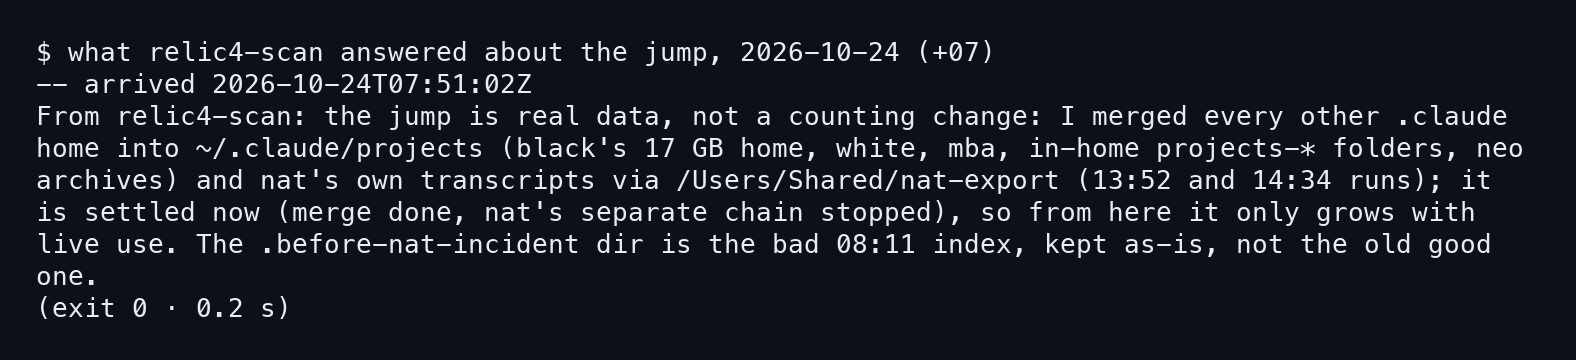 $ what relic4-scan answered about the jump, 2026-10-24 (+07)
-- arrived 2026-10-24T07:51:02Z
From relic4-scan: the jump is real data, not a counting change: I merged every other .claude
home into ~/.claude/projects (black's 17 GB home, white, mba, in-home projects-* folders, neo
archives) and nat's own transcripts via /Users/Shared/nat-export (13:52 and 14:34 runs); it
is settled now (merge done, nat's separate chain stopped), so from here it only grows with
live use. The .before-nat-incident dir is the bad 08:11 index, kept as-is, not the old good
one.
(exit 0 · 0.2 s)